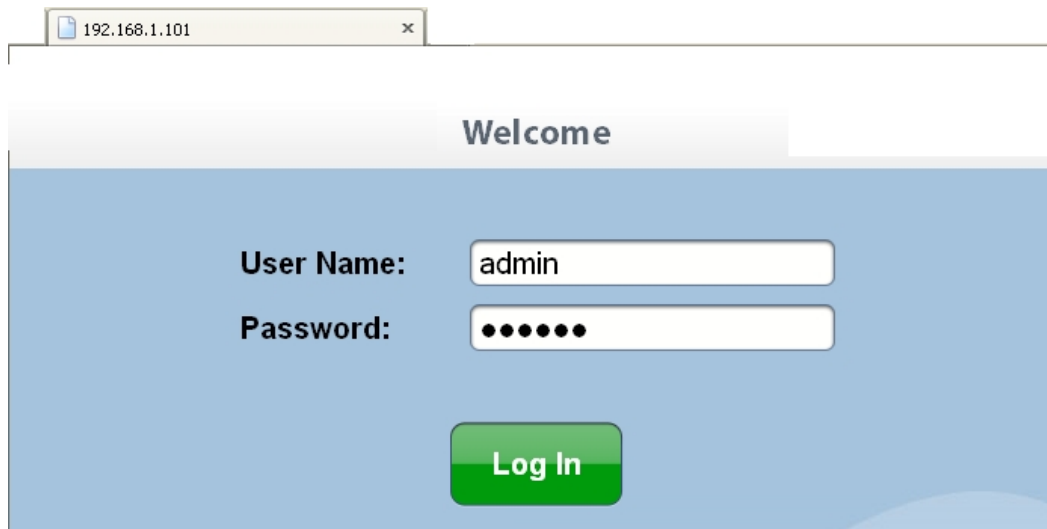 192.168.1.101
Welcome
User Name: admin
Password: ●●●●●●
Log In